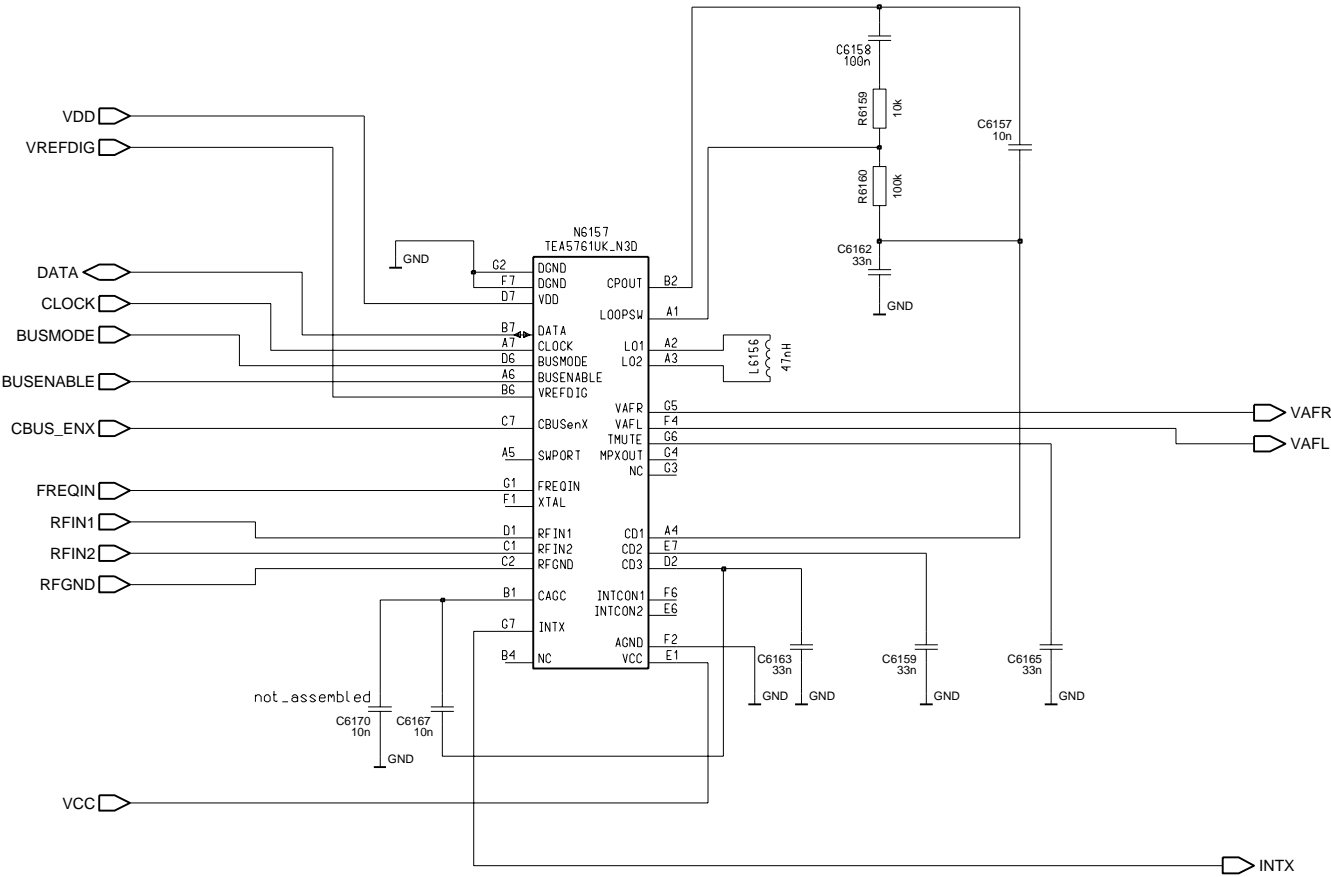 C6158
100n
R6159
10k
C6157
10n
R6160
100k
C6162
33n
GND
VDD
VREFDIG
DATA
CLOCK
BUSMODE
BUSENABLE
CBUS_ENX
FREQIN
RFIN1
RFIN2
RFGND
VCC
GND
N6157
TEA5761UK_N3D
G2 DGND
F7 DGND
D7 VDD
B7 DATA
A7 CLOCK
D6 BUSMODE
A6 BUSENABLE
B6 VREFDIG
C7 CBUSenX
A5 SWPORT
G1 FREQIN
F1 XTAL
D1 RFIN1
C1 RFIN2
C2 RFGND
B1 CAGC
G7 INTX
B4 NC
CPOUT B2
LOOPSW A1
LO1 A2
LO2 A3
VAFR G5
VAFL F4
TMUTE G6
MPXOUT G4
NC G3
CD1 A4
CD2 E7
CD3 D2
INTCON1 F6
INTCON2 E6
AGND F2
VCC E1
L6156
47nH
VAFR
VAFL
C6163
33n
C6159
33n
C6165
33n
GND
GND
GND
GND
not_assembled
C6170
10n
C6167
10n
GND
INTX